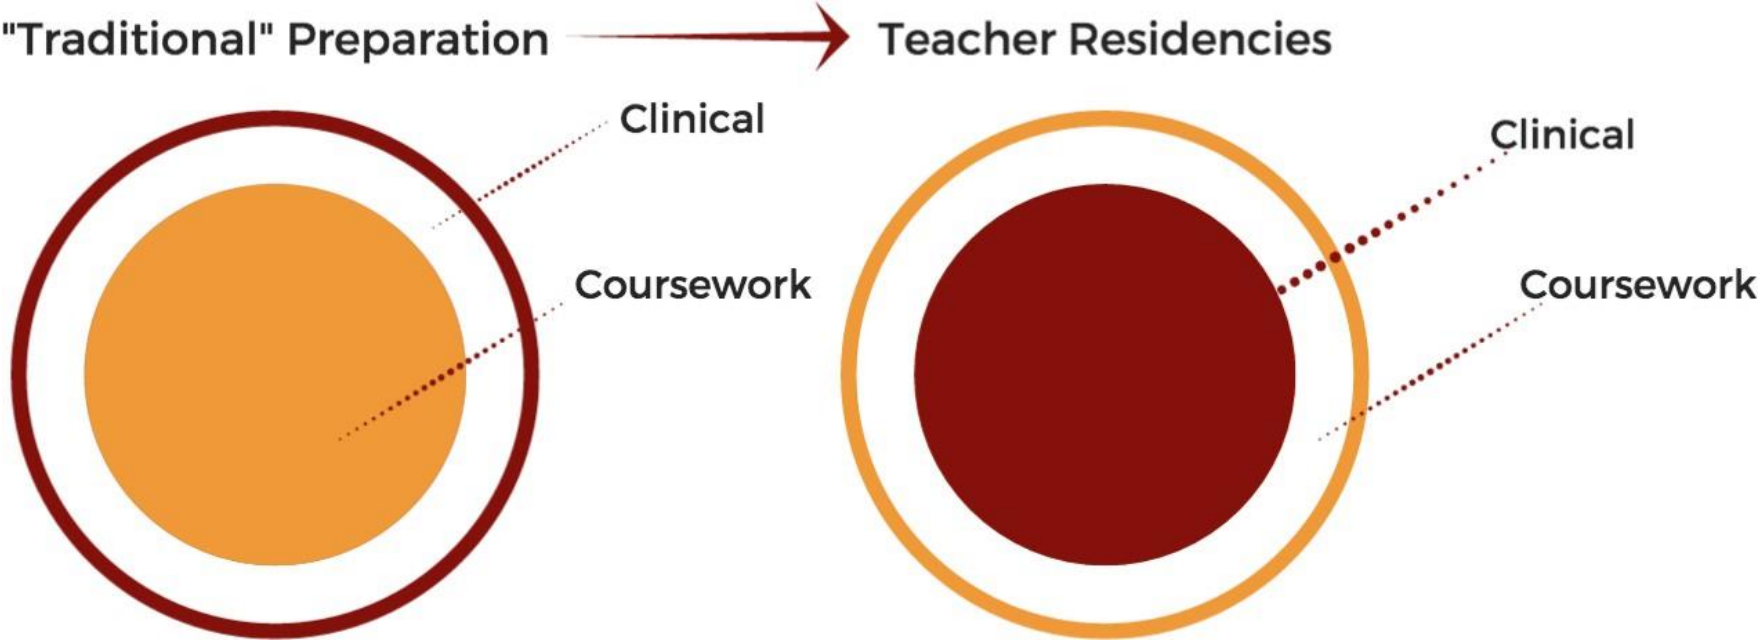 "Traditional" Preparation
Teacher Residencies
Clinical
Coursework
Clinical
Coursework